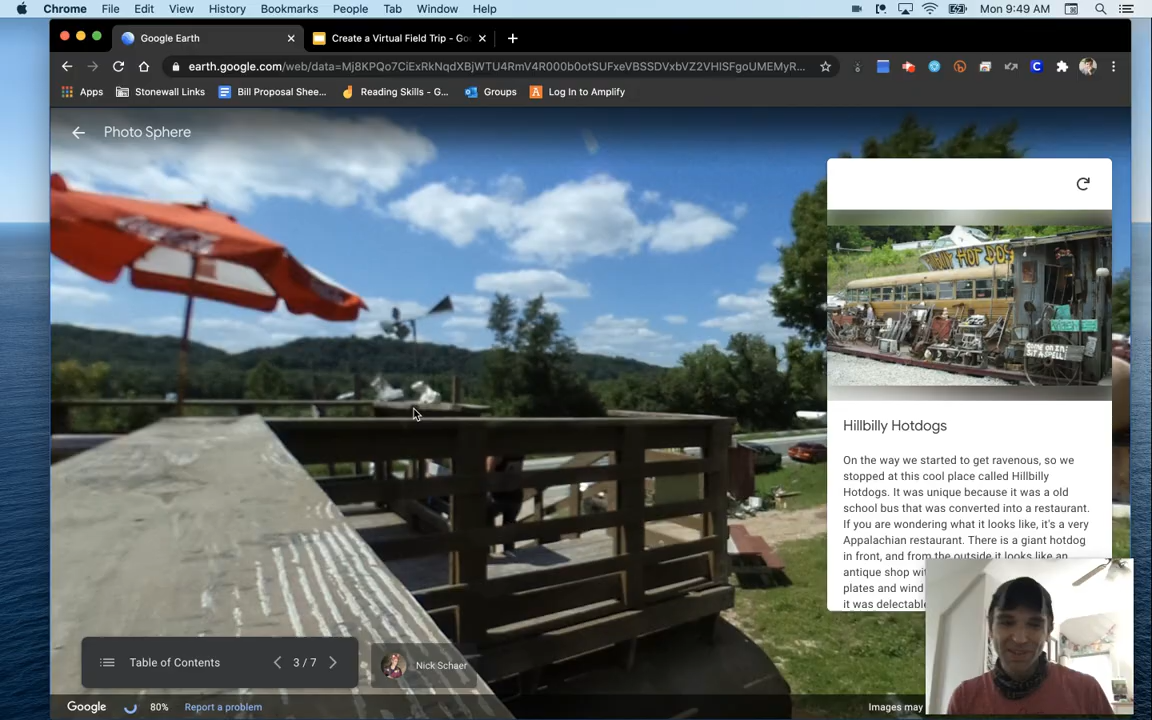 Chrome File Edit View History Bookmarks People Tab Window Help Mon 9:49 AM
Google Earth
Create a Virtual Field Trip - Go
earth.google.com/web/data=Mj8KPQo7CiExRkNqdXBjWTU4RmV4R000b0otSUFxeVBSSDVxbVZ2VHlSFgoUMEMyR...
Apps Stonewall Links Bill Proposal Shee... Reading Skills - G... Groups Log In to Amplify
Photo Sphere
Hillbilly Hotdogs
On the way we started to get ravenous, so we
stopped at this cool place called Hillbilly
Hotdogs. It was unique because it was a old
school bus that was converted into a restaurant.
If you are wondering what it looks like, it's a very
Appalachian restaurant. There is a giant hotdog
in front, and from the outside it looks like an
antique shop
plates and wind
it was delectable
COME ON IN!
SIT A SPELL
Table of Contents 3 / 7
Nick Schaer
Google 80% Report a problem
Images may